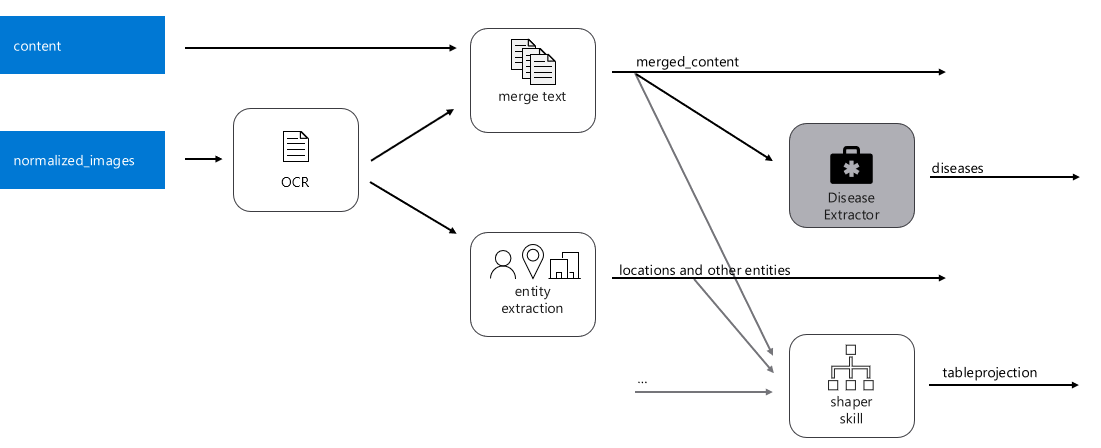 content
merge text
merged_content
normalized_images
OCR
Disease
Extractor
diseases
entity
extraction
locations and other entities
...
shaper
skill
tableprojection